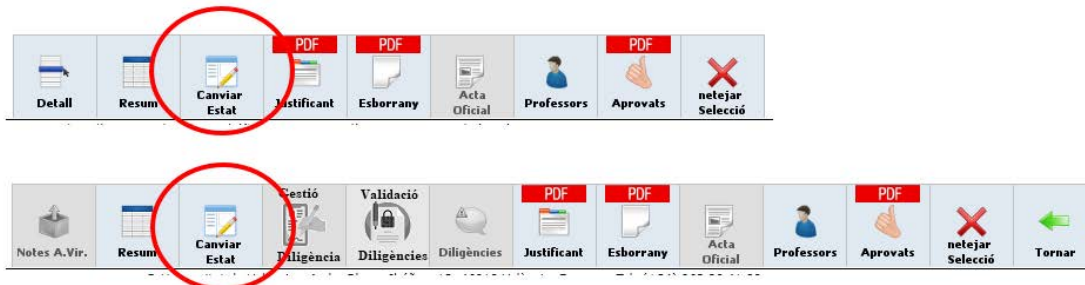 PDF PDF PDF
Detall Resum Canviar Estat Justificant Esborrany Acta Oficial Professors Aprovats netejar Selecció
Gestió Validació PDF PDF PDF
Notes A.Vir. Resum Canviar Estat Diligència Diligències Diligències Justificant Esborrany Acta Oficial Professors Aprovats netejar Selecció Tornar